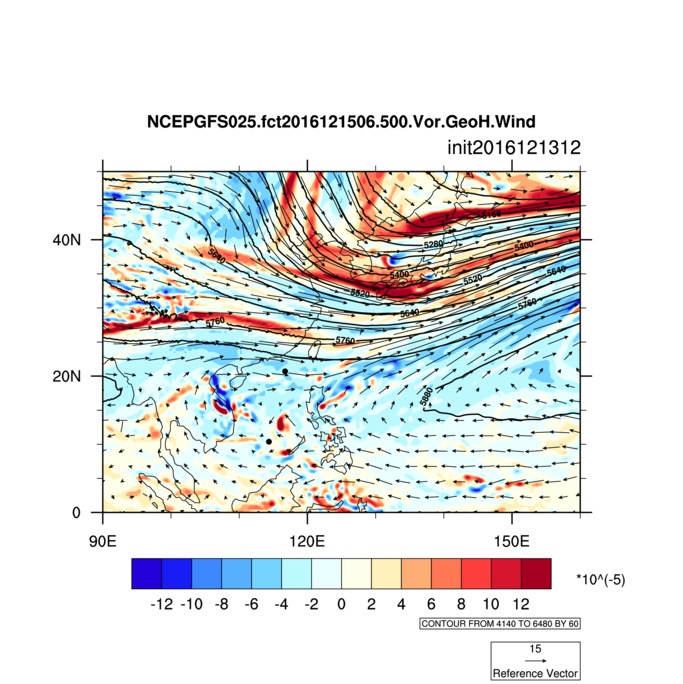 NCEPGFS025.fct2016121506.500.Vor.GeoH.Wind
init2016121312
40N
20N
0
90E
120E
150E
5640
5760
5280
5400
5520
5160
5400
5520
5640
5760
5640
5760
5880
-12 -10 -8 -6 -4 -2 0 2 4 6 8 10 12
*10^(-5)
CONTOUR FROM 4140 TO 6480 BY 60
15
Reference Vector